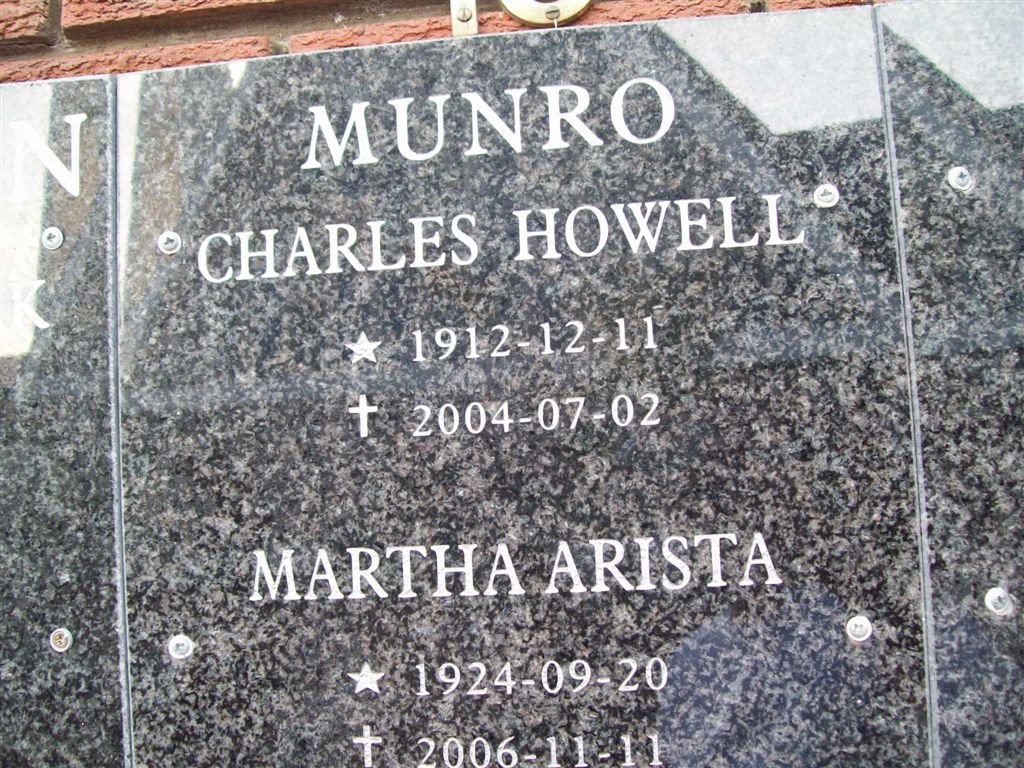 MUNRO
CHARLES HOWELL
★ 1912-12-11
✝ 2004-07-02
MARTHA ARISTA
★ 1924-09-20
✝ 2006-11-11
N
K